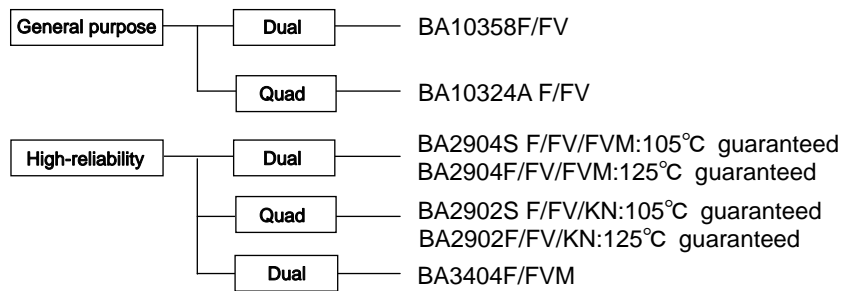 General purpose
Dual
BA10358F/FV
Quad
BA10324A F/FV
High-reliability
Dual
BA2904S F/FV/FVM:105℃ guaranteed
BA2904F/FV/FVM:125℃ guaranteed
Quad
BA2902S F/FV/KN:105℃ guaranteed
BA2902F/FV/KN:125℃ guaranteed
Dual
BA3404F/FVM